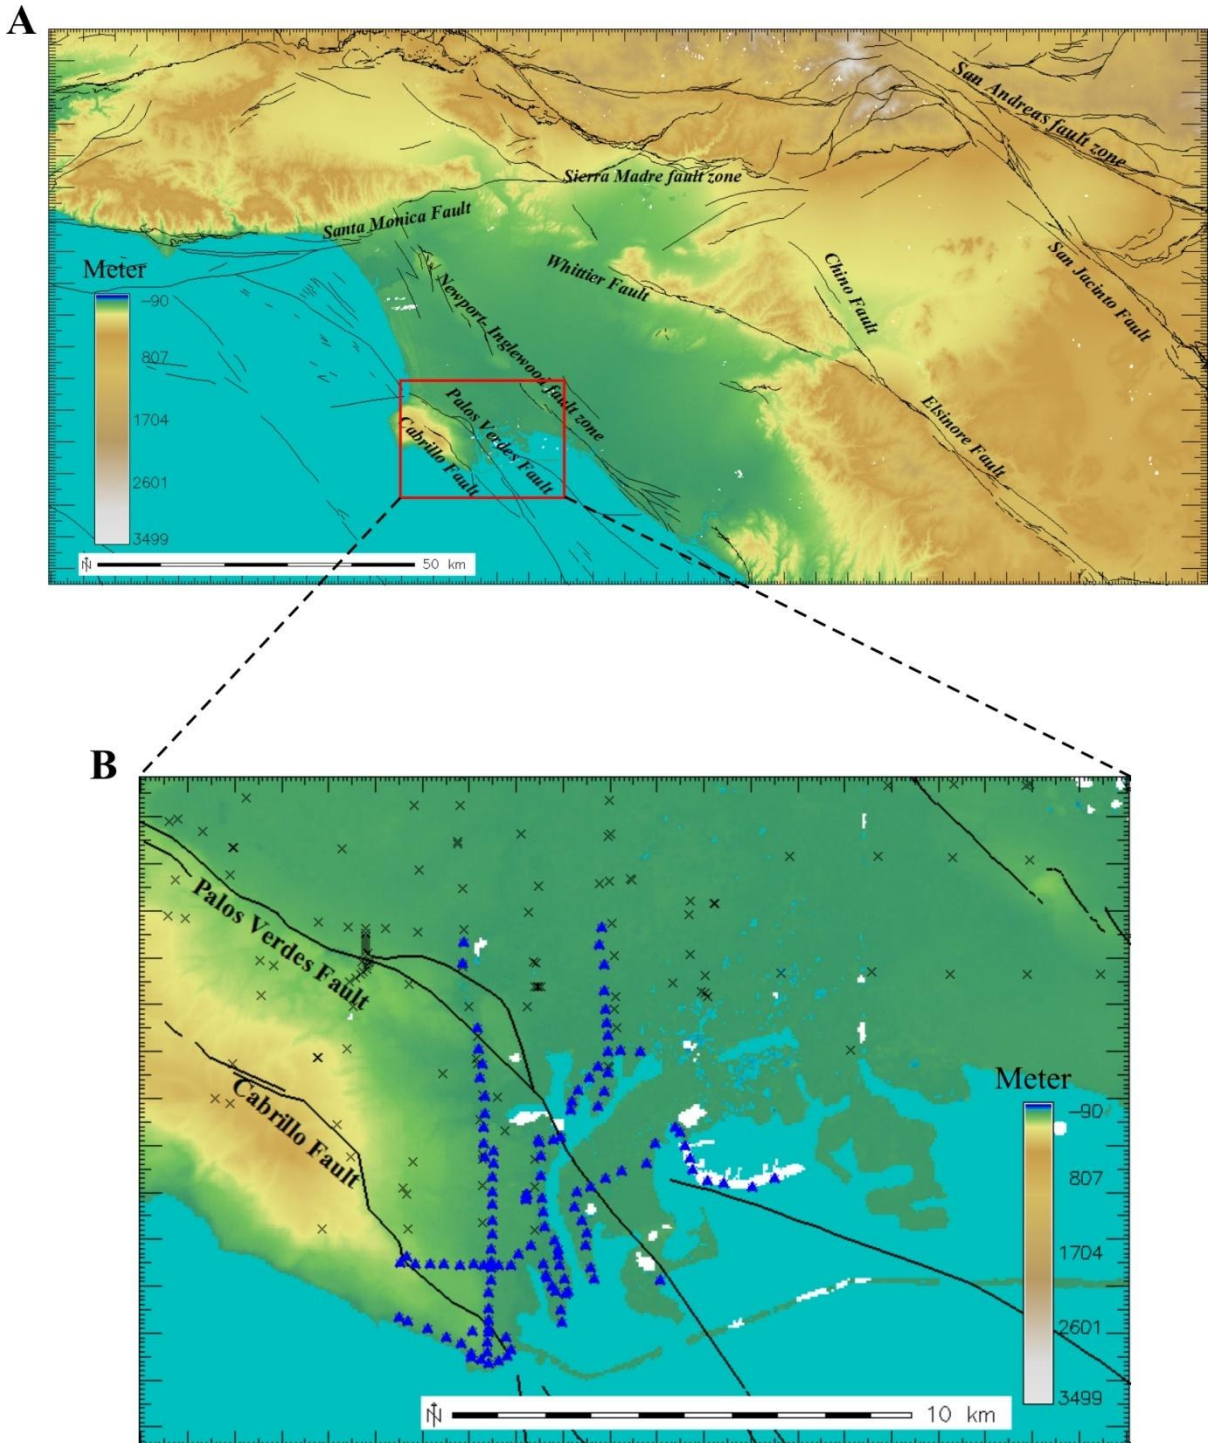 A
San Andreas fault zone
Sierra Madre fault zone
Santa Monica Fault
San Jacinto Fault
Whittier Fault
Chino Fault
Newport- Inglewood fault zone
Meter
-90
807
1704
2601
3499
Elsinore Fault
Palos Verdes Fault
Cabrillo Fault
N
50 km
B
Palos Verdes Fault
Cabrillo Fault
Meter
-90
807
1704
2601
3499
N
10 km